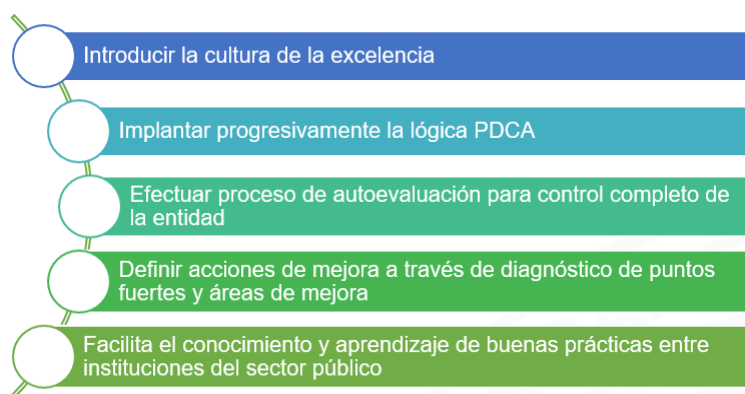 Introducir la cultura de la excelencia
Implantar progresivamente la lógica PDCA
Efectuar proceso de autoevaluación para control completo de
la entidad
Definir acciones de mejora a través de diagnóstico de puntos
fuertes y áreas de mejora
Facilita el conocimiento y aprendizaje de buenas prácticas entre
instituciones del sector público